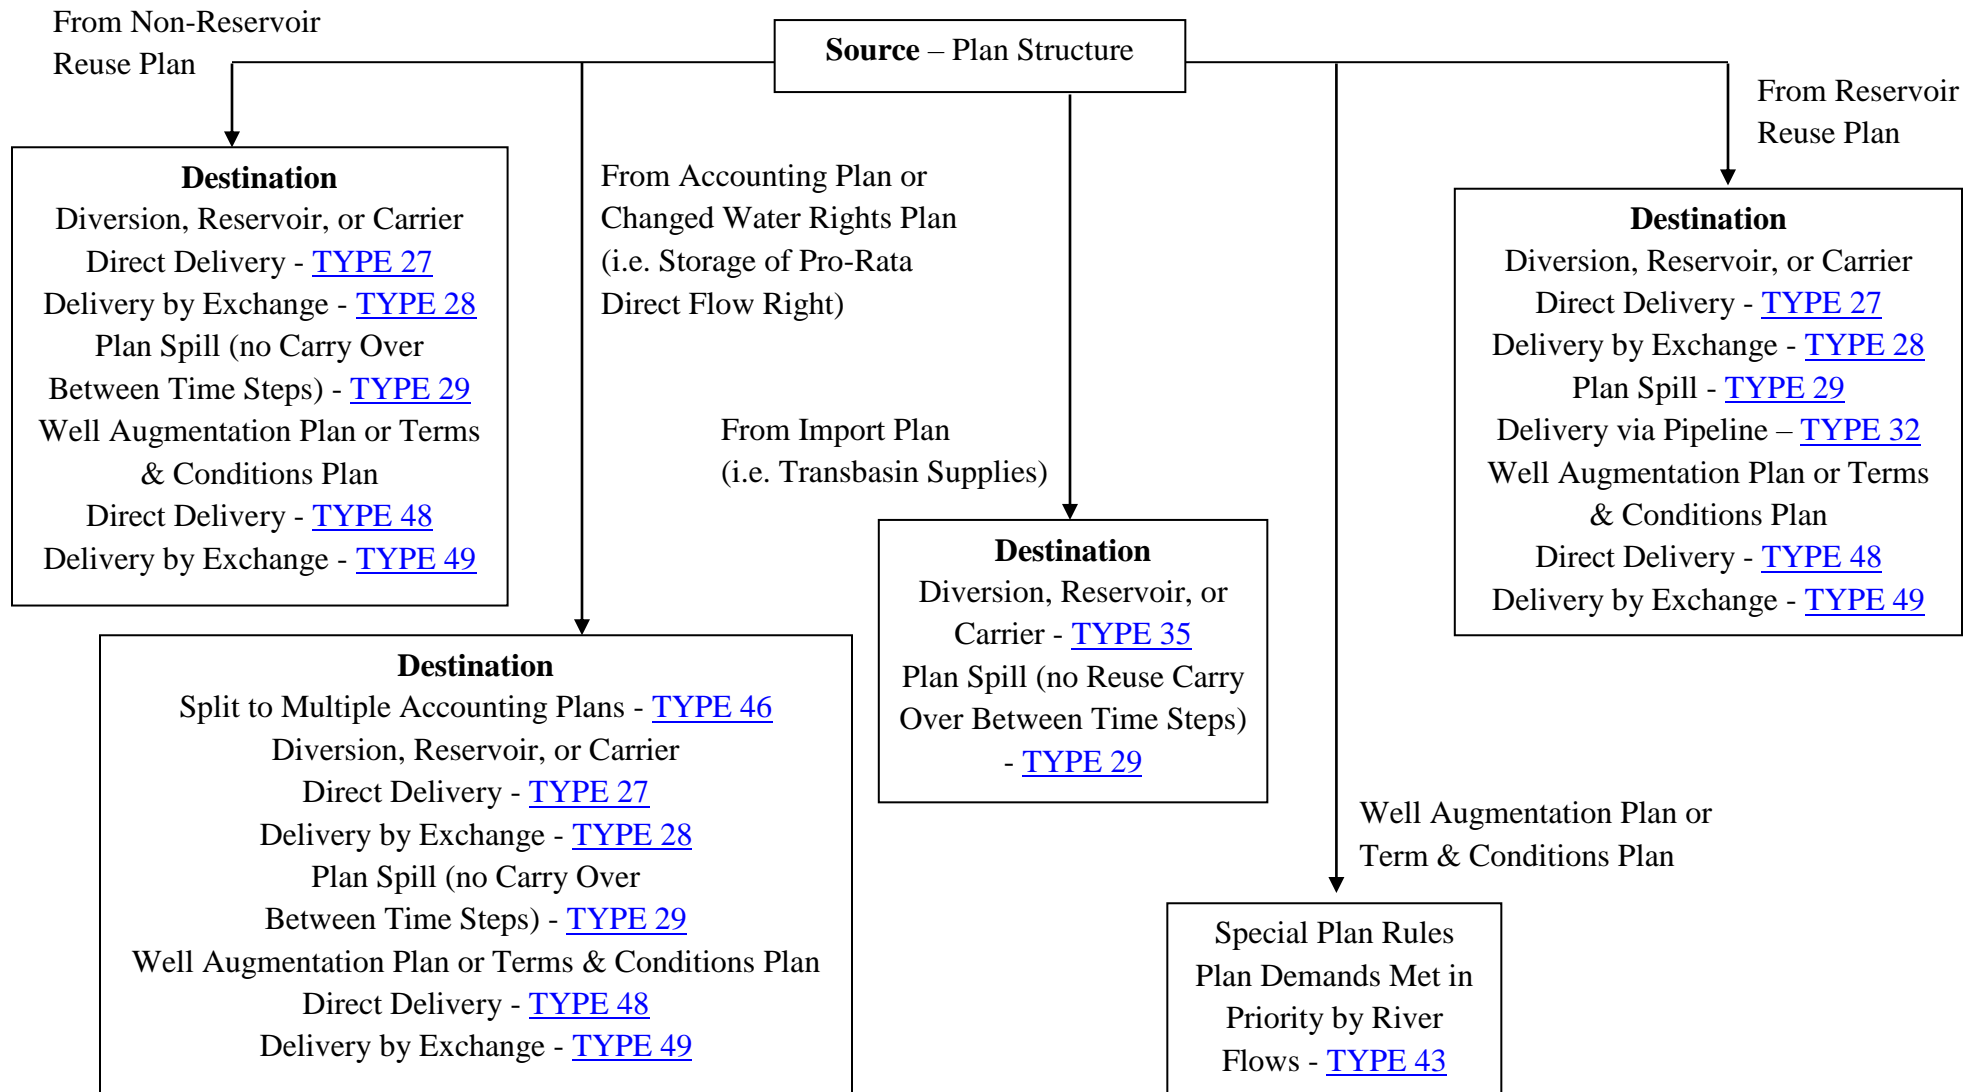 From Non-Reservoir
Reuse Plan
Source – Plan Structure
From Reservoir
Reuse Plan
Destination
Diversion, Reservoir, or Carrier
Direct Delivery - TYPE 27
Delivery by Exchange - TYPE 28
Plan Spill (no Carry Over
Between Time Steps) - TYPE 29
Well Augmentation Plan or Terms
& Conditions Plan
Direct Delivery - TYPE 48
Delivery by Exchange - TYPE 49
From Accounting Plan or
Changed Water Rights Plan
(i.e. Storage of Pro-Rata
Direct Flow Right)
Destination
Split to Multiple Accounting Plans - TYPE 46
Diversion, Reservoir, or Carrier
Direct Delivery - TYPE 27
Delivery by Exchange - TYPE 28
Plan Spill (no Carry Over
Between Time Steps) - TYPE 29
Well Augmentation Plan or Terms & Conditions Plan
Direct Delivery - TYPE 48
Delivery by Exchange - TYPE 49
From Import Plan
(i.e. Transbasin Supplies)
Destination
Diversion, Reservoir, or
Carrier - TYPE 35
Plan Spill (no Reuse Carry
Over Between Time Steps)
- TYPE 29
Well Augmentation Plan or
Term & Conditions Plan
Special Plan Rules
Plan Demands Met in
Priority by River
Flows - TYPE 43
Destination
Diversion, Reservoir, or Carrier
Direct Delivery - TYPE 27
Delivery by Exchange - TYPE 28
Plan Spill - TYPE 29
Delivery via Pipeline – TYPE 32
Well Augmentation Plan or Terms
& Conditions Plan
Direct Delivery - TYPE 48
Delivery by Exchange - TYPE 49